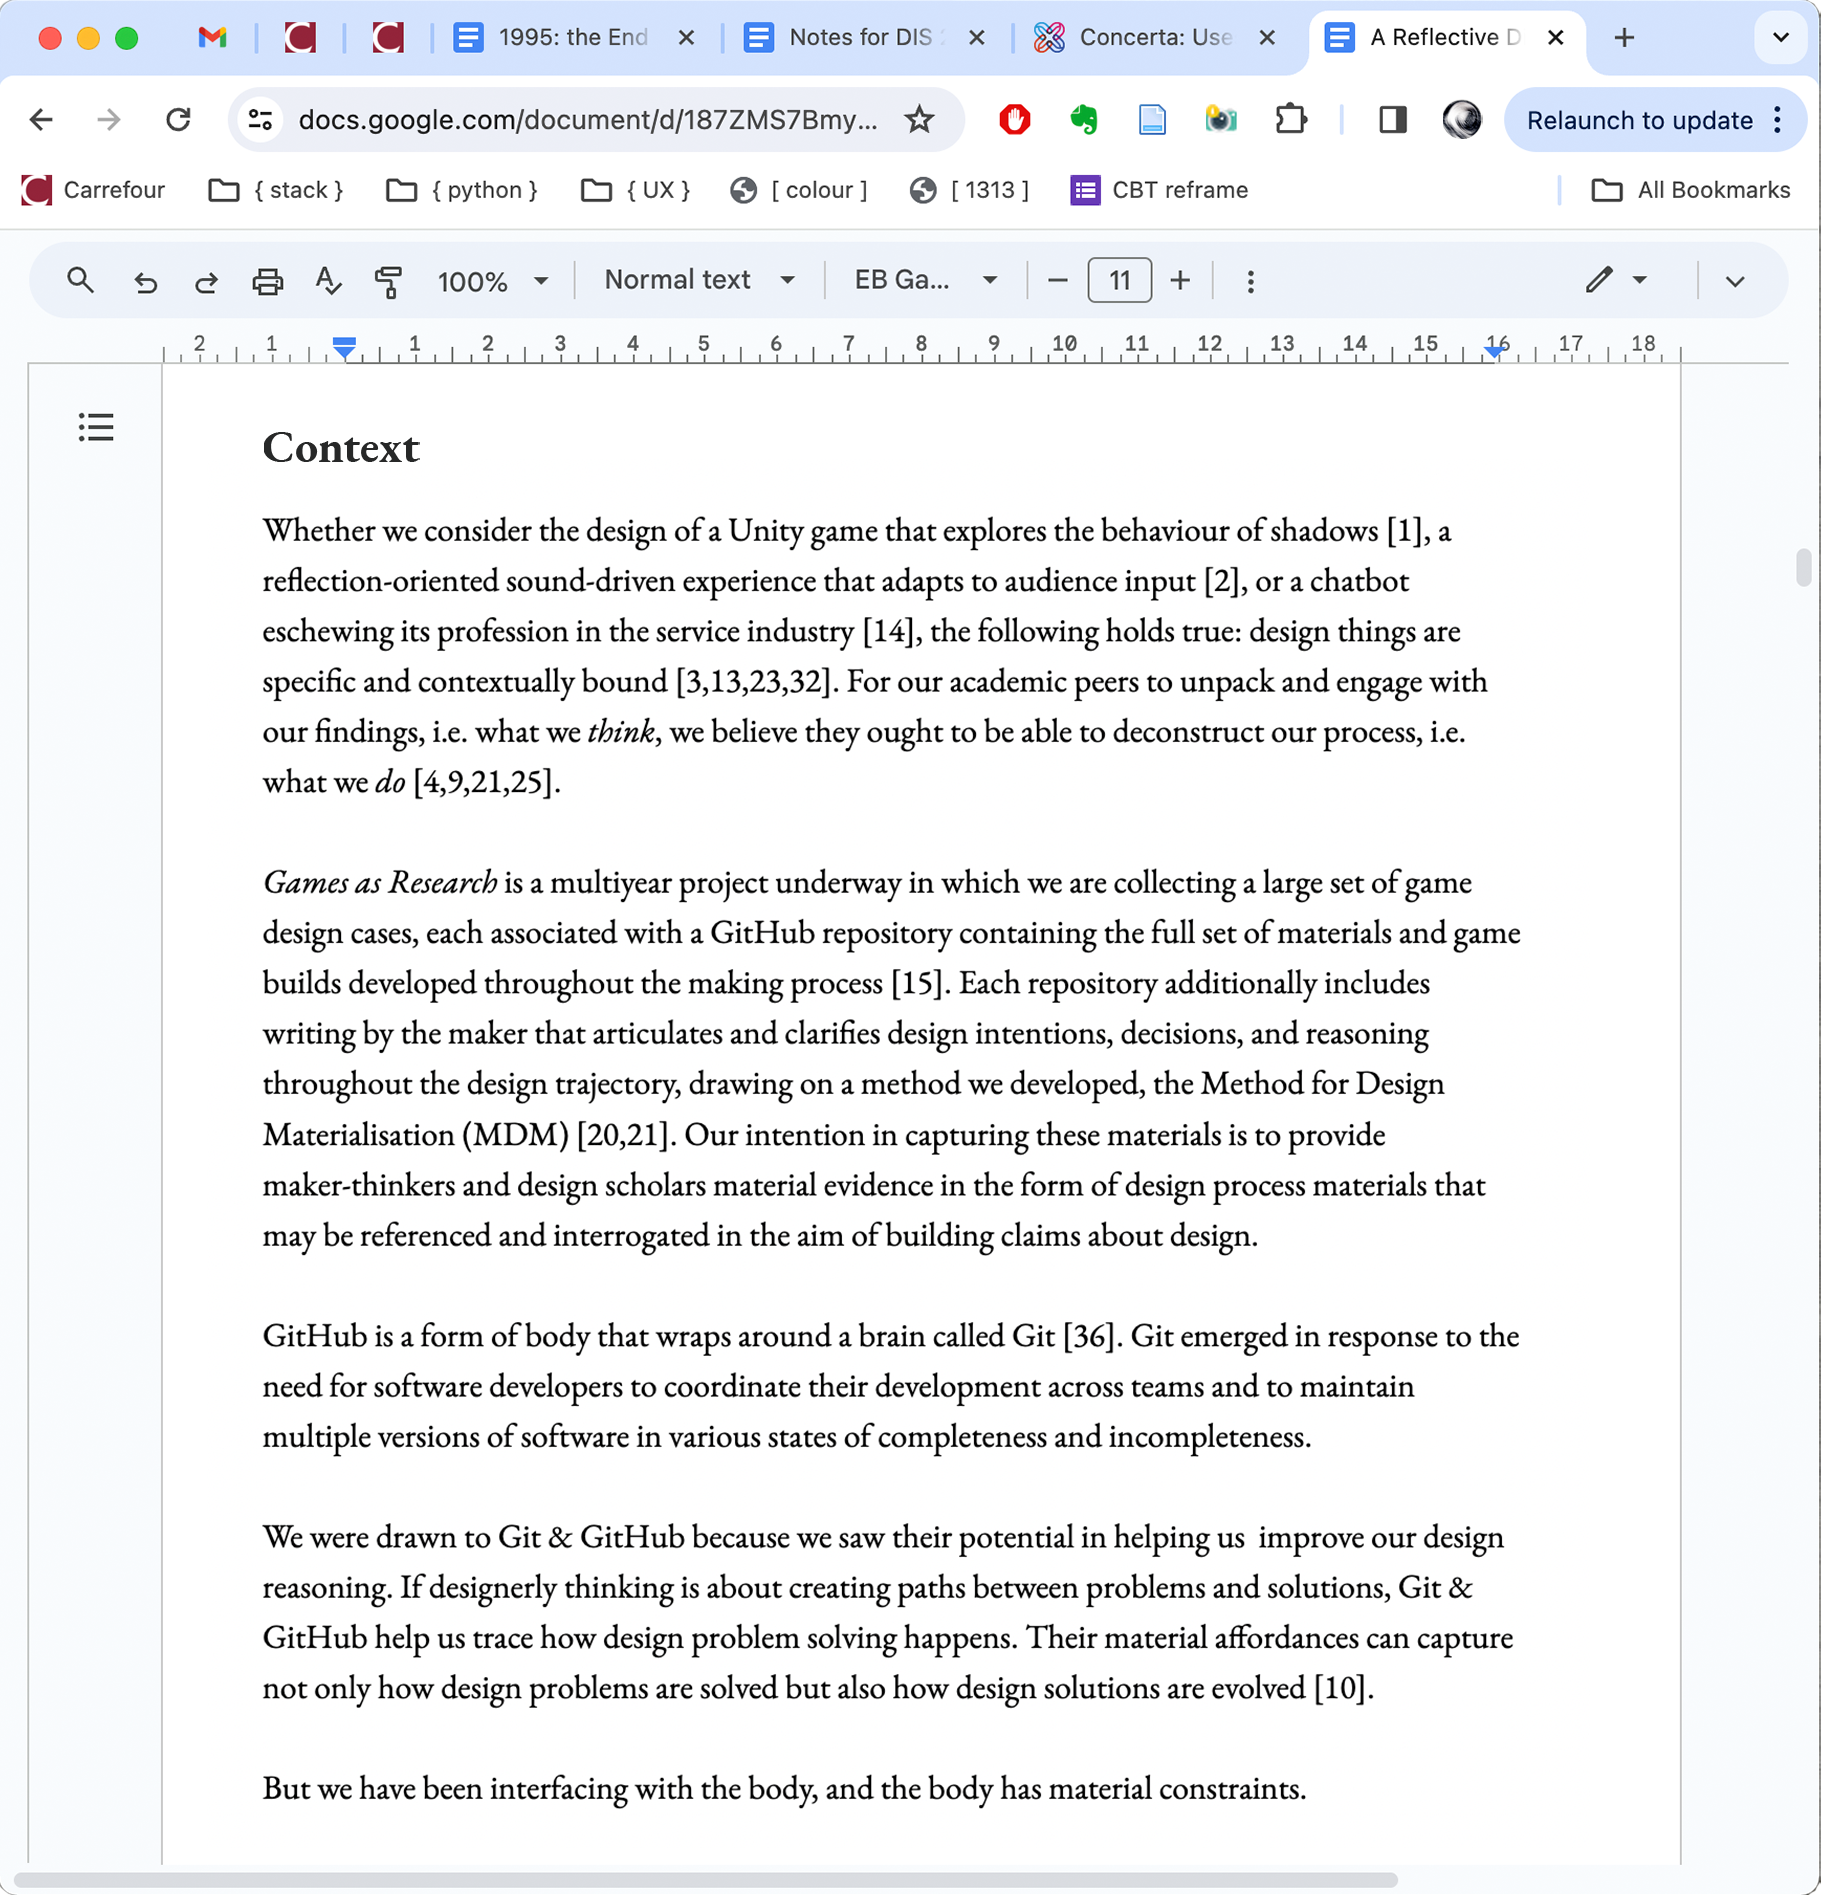 1995: the End
Notes for DIS
Concerta: Use
A Reflective D
docs.google.com/document/d/187ZMS7Bmy...
Relaunch to update
Carrefour
{ stack }
{ python }
{ UX }
[ colour ]
[ 1313 ]
CBT reframe
All Bookmarks
100%
Normal text
EB Ga...
11
2 1 1 2 3 4 5 6 7 8 9 10 11 12 13 14 15 16 17 18
Context
Whether we consider the design of a Unity game that explores the behaviour of shadows [1], a
reflection-oriented sound-driven experience that adapts to audience input [2], or a chatbot
eschewing its profession in the service industry [14], the following holds true: design things are
specific and contextually bound [3,13,23,32]. For our academic peers to unpack and engage with
our findings, i.e. what we think, we believe they ought to be able to deconstruct our process, i.e.
what we do [4,9,21,25].
Games as Research is a multiyear project underway in which we are collecting a large set of game
design cases, each associated with a GitHub repository containing the full set of materials and game
builds developed throughout the making process [15]. Each repository additionally includes
writing by the maker that articulates and clarifies design intentions, decisions, and reasoning
throughout the design trajectory, drawing on a method we developed, the Method for Design
Materialisation (MDM) [20,21]. Our intention in capturing these materials is to provide
maker-thinkers and design scholars material evidence in the form of design process materials that
may be referenced and interrogated in the aim of building claims about design.
GitHub is a form of body that wraps around a brain called Git [36]. Git emerged in response to the
need for software developers to coordinate their development across teams and to maintain
multiple versions of software in various states of completeness and incompleteness.
We were drawn to Git & GitHub because we saw their potential in helping us  improve our design
reasoning. If designerly thinking is about creating paths between problems and solutions, Git &
GitHub help us trace how design problem solving happens. Their material affordances can capture
not only how design problems are solved but also how design solutions are evolved [10].
But we have been interfacing with the body, and the body has material constraints.